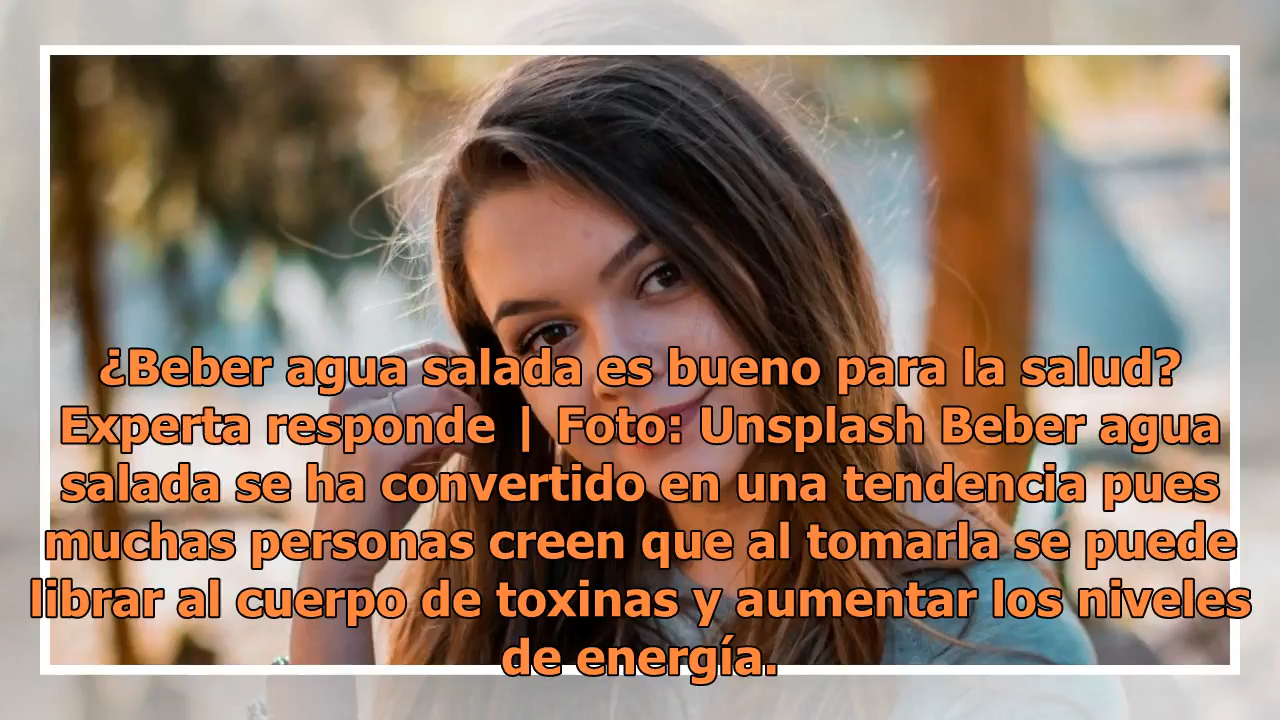 ¿Beber agua salada es bueno para la salud?
Experta responde | Foto: Unsplash Beber agua
salada se ha convertido en una tendencia pues
muchas personas creen que al tomarla se puede
librar al cuerpo de toxinas y aumentar los niveles
de energía.